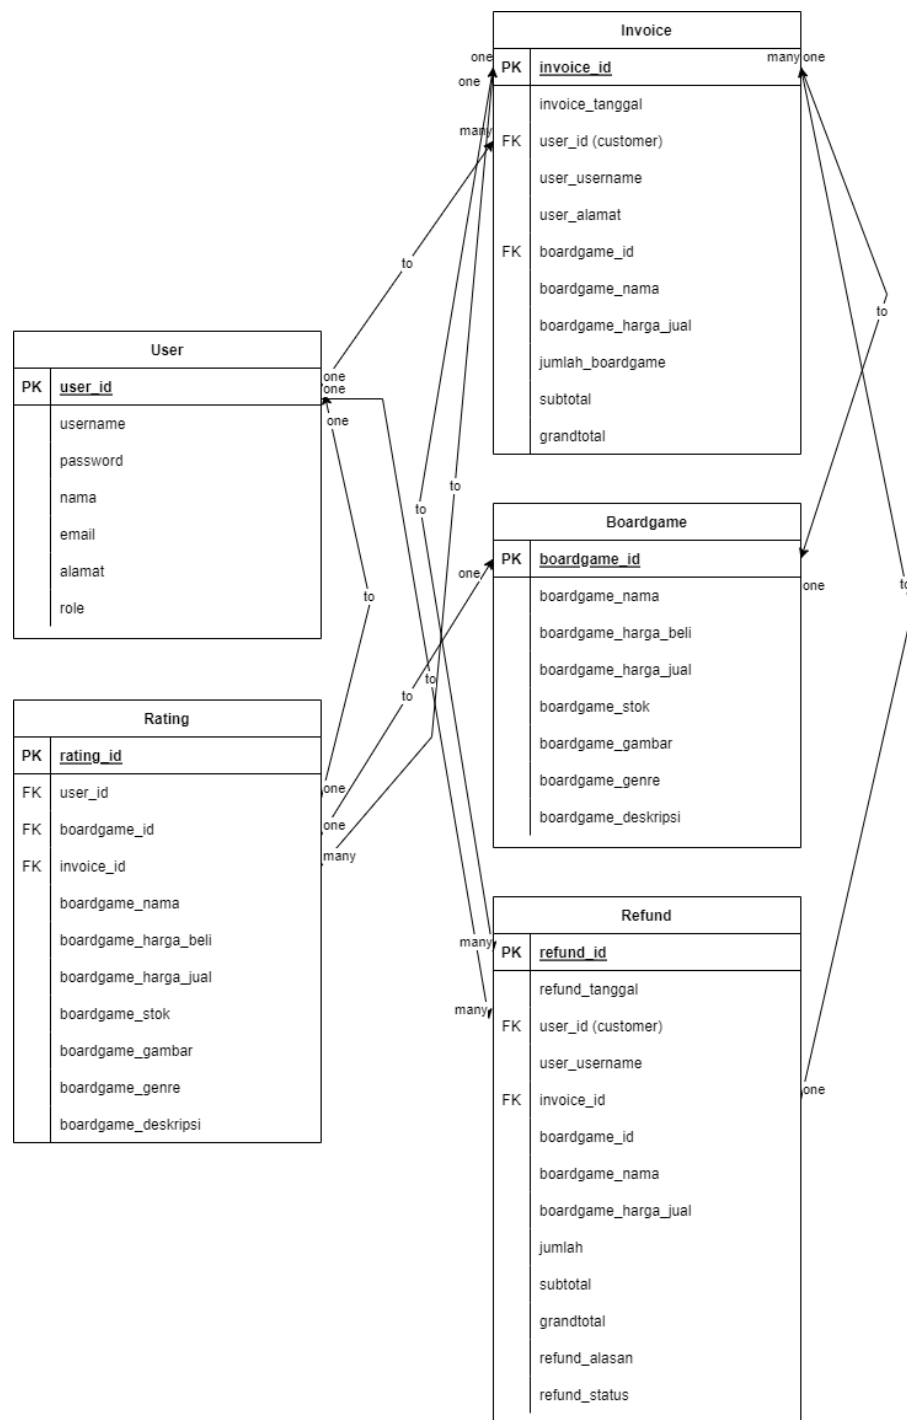 Invoice
PK invoice_id
invoice_tanggal
FK user_id (customer)
user_username
user_alamat
FK boardgame_id
boardgame_nama
boardgame_harga_jual
jumlah_boardgame
subtotal
grandtotal
one
one
many
many one
to
to
User
PK user_id
username
password
nama
email
alamat
role
one
one
one
to
to
to
to
to
Boardgame
PK boardgame_id
boardgame_nama
boardgame_harga_beli
boardgame_harga_jual
boardgame_stok
boardgame_gambar
boardgame_genre
boardgame_deskripsi
one
one
to
to
Rating
PK rating_id
FK user_id
FK boardgame_id
FK invoice_id
boardgame_nama
boardgame_harga_beli
boardgame_harga_jual
boardgame_stok
boardgame_gambar
boardgame_genre
boardgame_deskripsi
one
one
many
Refund
PK refund_id
refund_tanggal
FK user_id (customer)
user_username
FK invoice_id
boardgame_id
boardgame_nama
boardgame_harga_jual
jumlah
subtotal
grandtotal
refund_alasan
refund_status
many
many
one